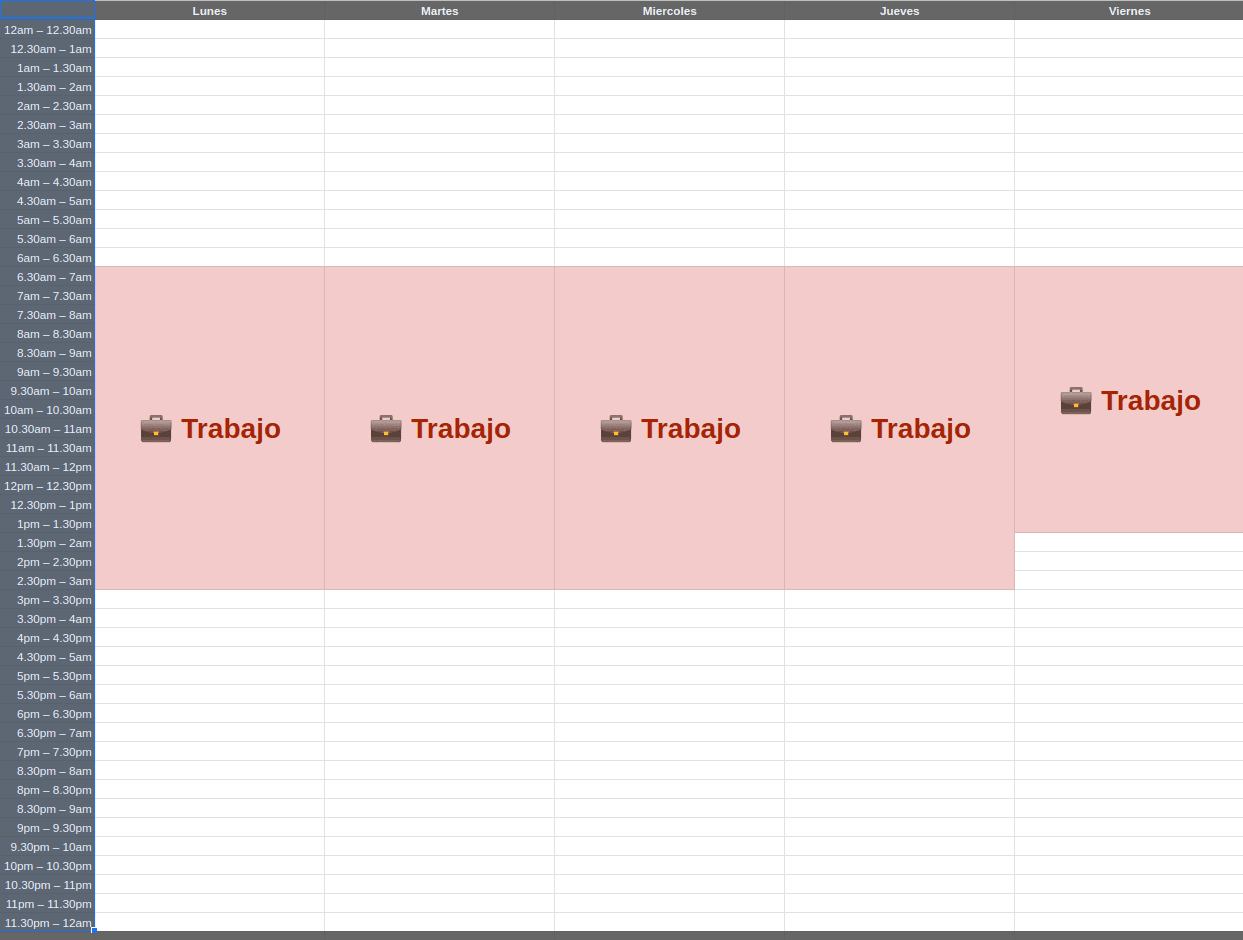 Lunes Martes Miercoles Jueves Viernes
12am – 12.30am
12.30am – 1am
1am – 1.30am
1.30am – 2am
2am – 2.30am
2.30am – 3am
3am – 3.30am
3.30am – 4am
4am – 4.30am
4.30am – 5am
5am – 5.30am
5.30am – 6am
6am – 6.30am
6.30am – 7am
7am – 7.30am
7.30am – 8am
8am – 8.30am
8.30am – 9am
9am – 9.30am
9.30am – 10am
💼 Trabajo
10am – 10.30am
10.30am – 11am
💼 Trabajo 💼 Trabajo 💼 Trabajo 💼 Trabajo
11am – 11.30am
11.30am – 12pm
12pm – 12.30pm
12.30pm – 1pm
1pm – 1.30pm
1.30pm – 2am
2pm – 2.30pm
2.30pm – 3am
3pm – 3.30pm
3.30pm – 4am
4pm – 4.30pm
4.30pm – 5am
5pm – 5.30pm
5.30pm – 6am
6pm – 6.30pm
6.30pm – 7am
7pm – 7.30pm
8.30pm – 8am
8pm – 8.30pm
8.30pm – 9am
9pm – 9.30pm
9.30pm – 10am
10pm – 10.30pm
10.30pm – 11pm
11pm – 11.30pm
11.30pm – 12am